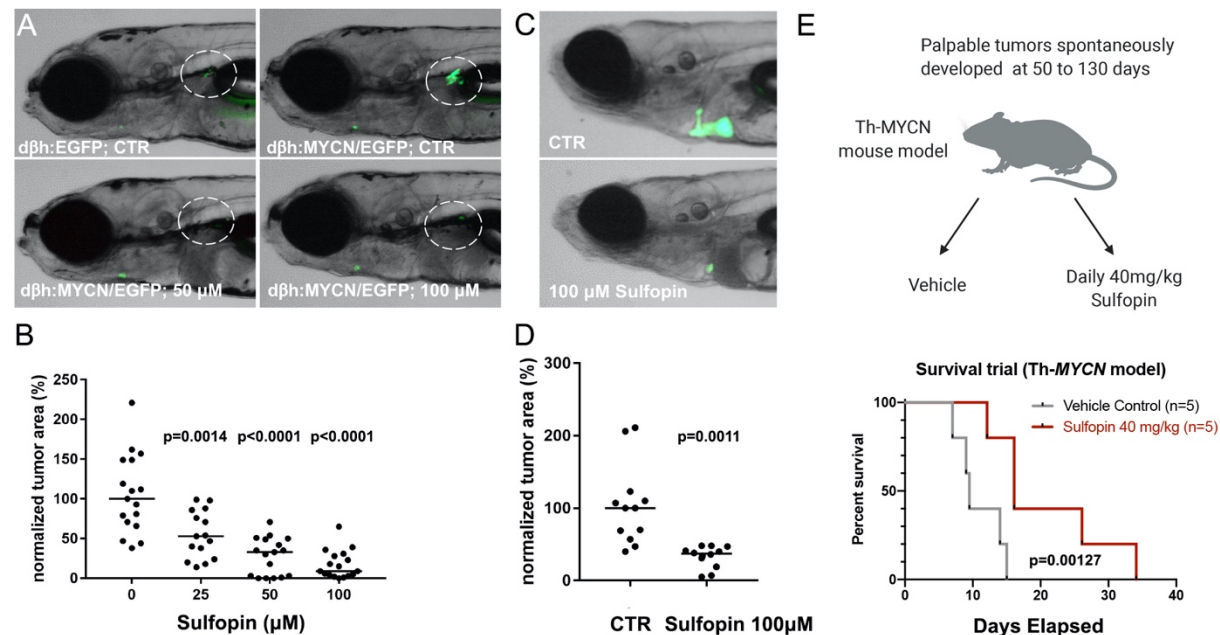 A
dβh:EGFP; CTR
dβh:MYCN/EGFP; CTR
dβh:MYCN/EGFP; 50 µM
dβh:MYCN/EGFP; 100 µM
C
CTR
100 µM Sulfopin
E
Palpable tumors spontaneously
developed at 50 to 130 days
Th-MYCN
mouse model
Vehicle
Daily 40mg/kg
Sulfopin
B
normalized tumor area (%)
250
200
150
100
50
0
p=0.0014
p<0.0001
p<0.0001
0
25
50
100
Sulfopin (µM)
D
normalized tumor area (%)
300
200
100
0
p=0.0011
CTR
Sulfopin 100µM
Survival trial (Th-MYCN model)
Percent survival
100
50
0
Vehicle Control (n=5)
Sulfopin 40 mg/kg (n=5)
p=0.00127
0
10
20
30
40
Days Elapsed